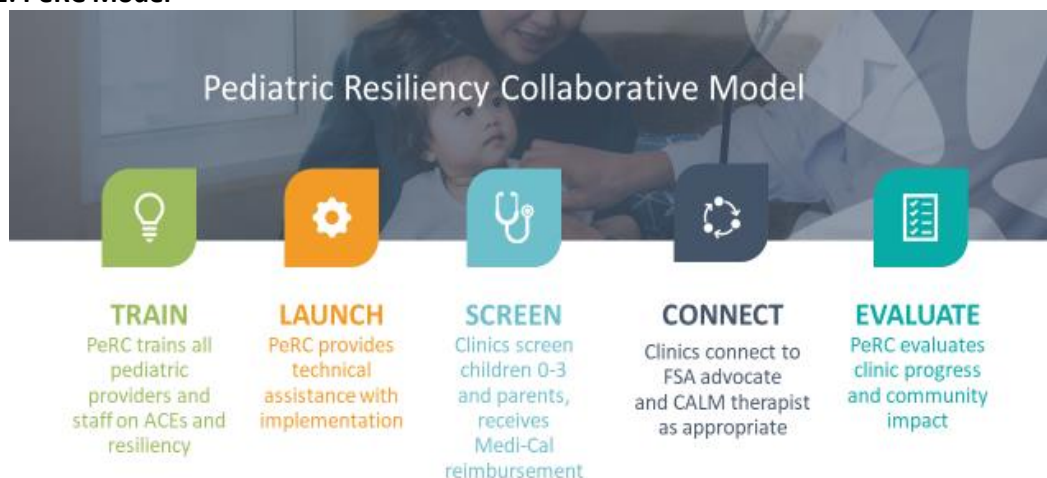 Pediatric Resiliency Collaborative Model
TRAIN
PeRC trains all
pediatric
providers and
staff on ACEs and
resiliency
LAUNCH
PeRC provides
technical
assistance with
implementation
SCREEN
Clinics screen
children 0-3
and parents,
receives
Medi-Cal
reimbursement
CONNECT
Clinics connect to
FSA advocate
and CALM therapist
as appropriate
EVALUATE
PeRC evaluates
clinic progress
and community
impact